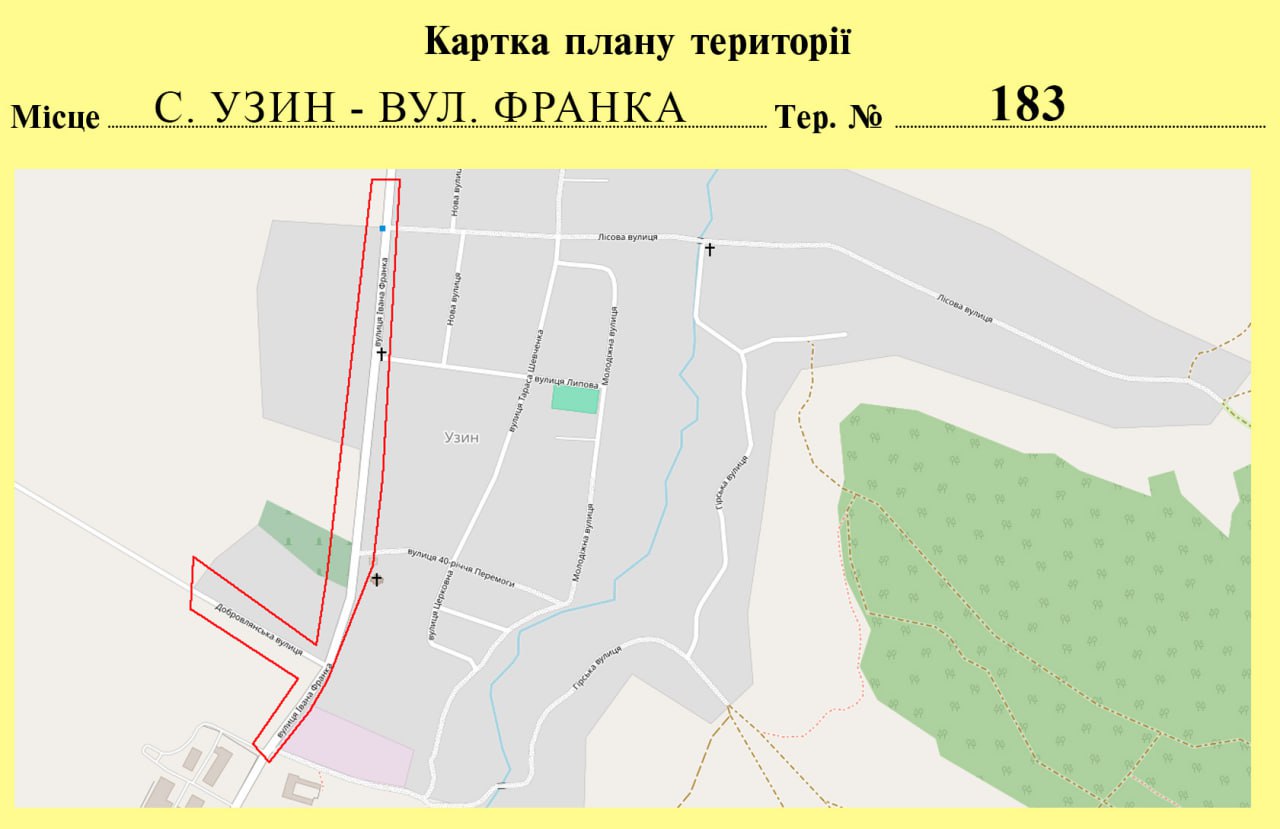 Картка плану території
Місце С. УЗИН - ВУЛ. ФРАНКА Тер. № 183
Нова вулиц
Лісова вулиця
Лісова вулиця
вулиця Івана Франка
Нова вулиця
вулиця Тараса Шевченка
Молодіжна вулиця
вулиця Липова
Узин
Гірська вулиця
Молодіжна вулиця
вулиця 40-річчя Перемоги
вулиця Церковна
Добровлянська вулиця
Гірська вулиця
вулиця Івана Франка